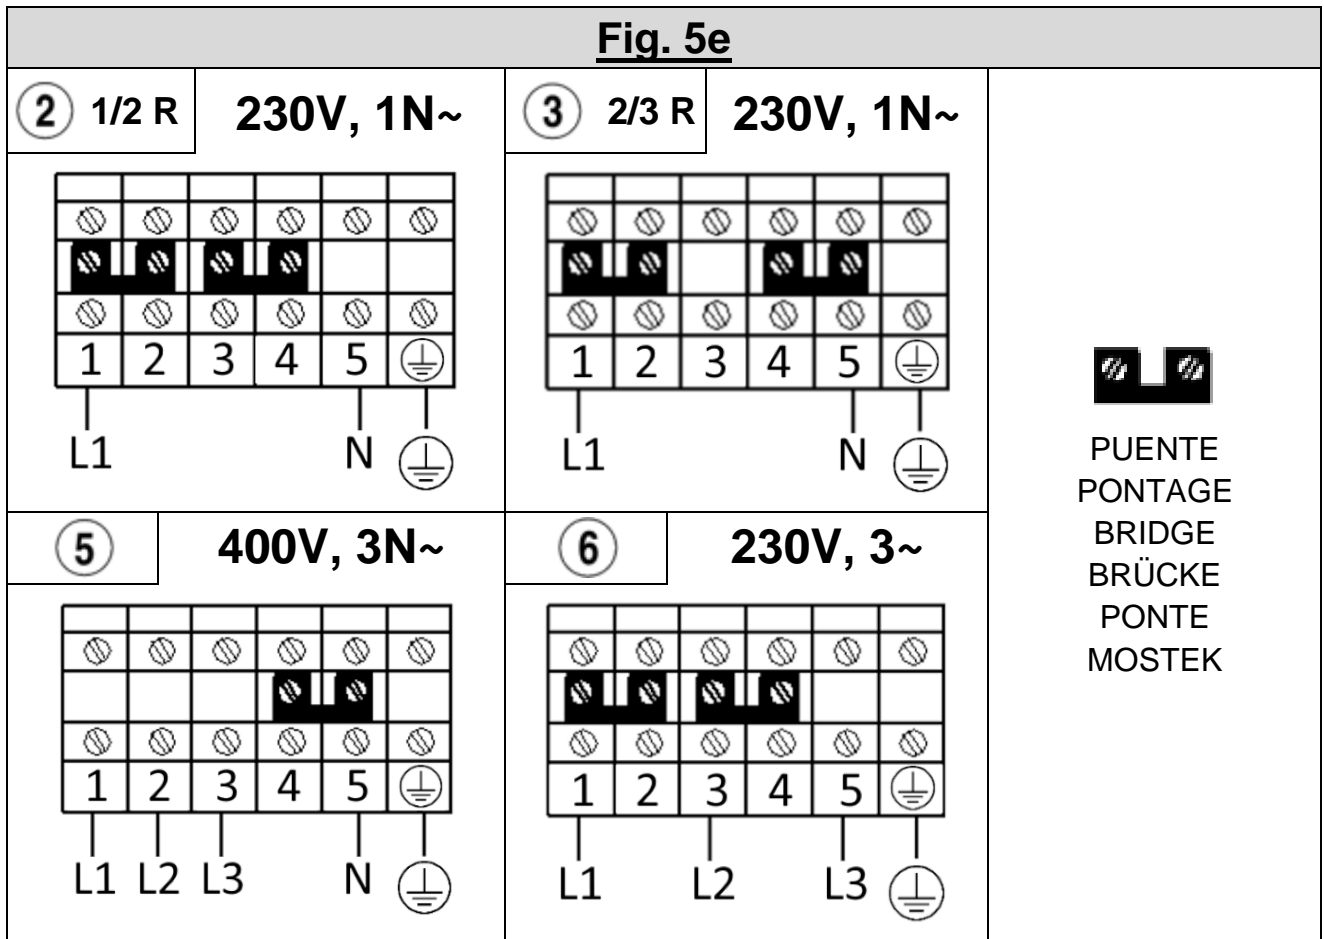 Fig. 5e
2 1/2 R 230V, 1N~
1 2 3 4 5
L1 N
3 2/3 R 230V, 1N~
1 2 3 4 5
L1 N
5 400V, 3N~
1 2 3 4 5
L1 L2 L3 N
6 230V, 3~
1 2 3 4 5
L1 L2 L3
PUENTE
PONTAGE
BRIDGE
BRÜCKE
PONTE
MOSTEK